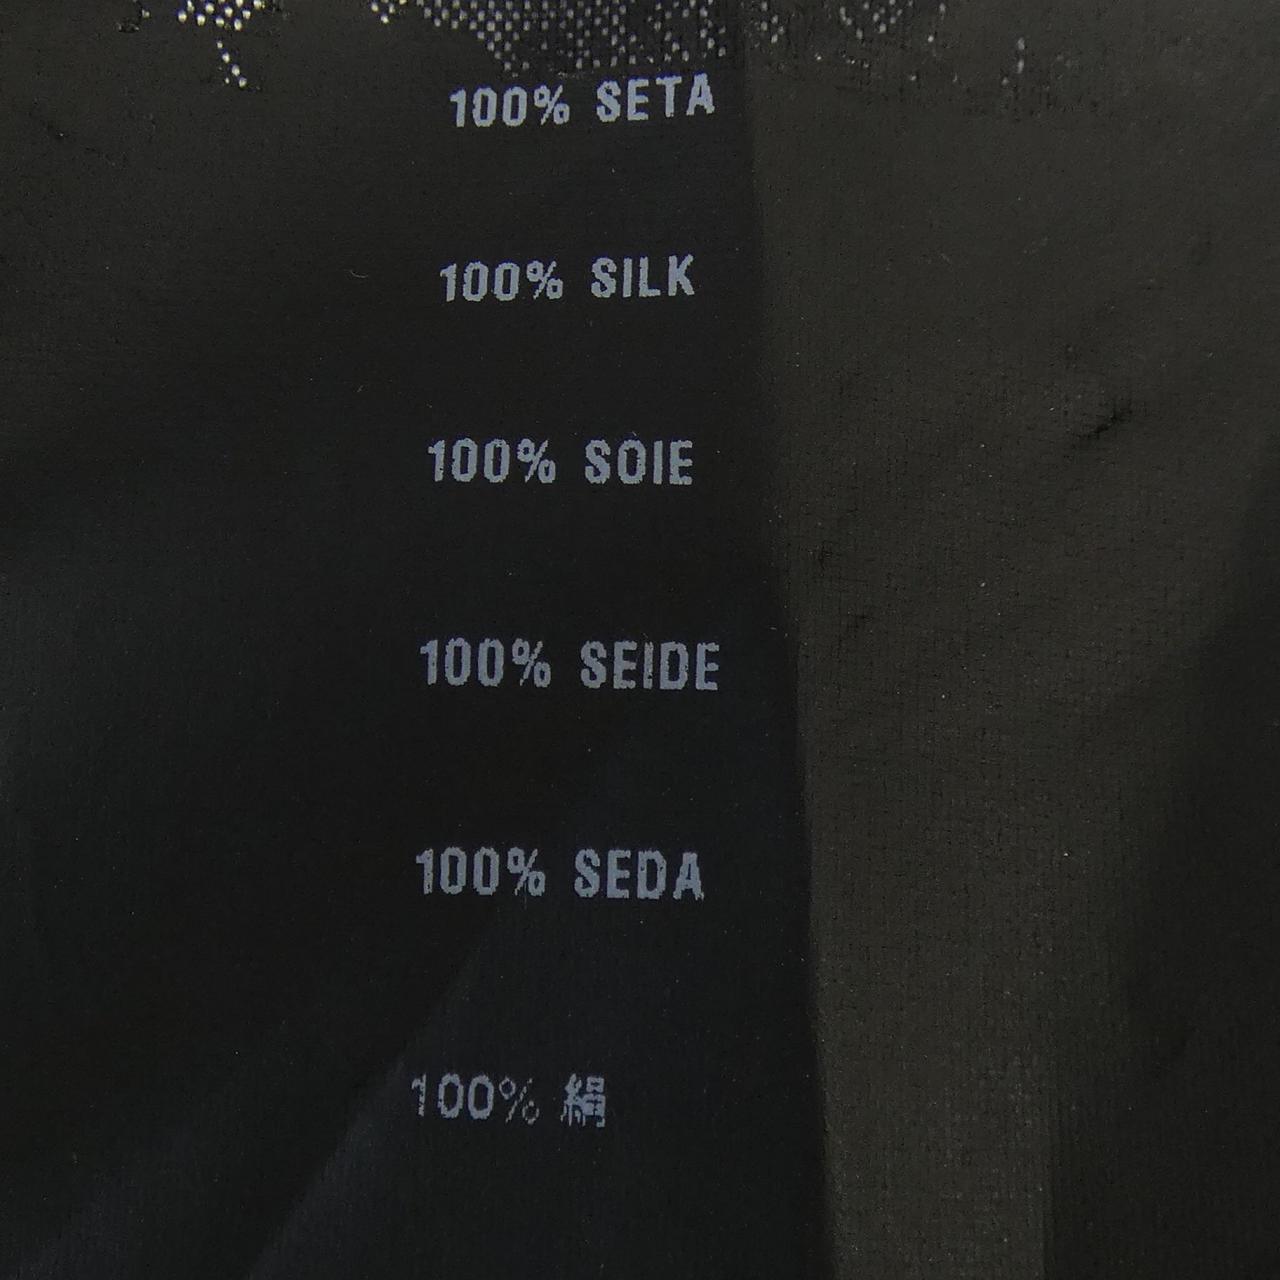 100% SETA
100% SILK
100% SOIE
100% SEIDE
100% SEDA
100% 絹